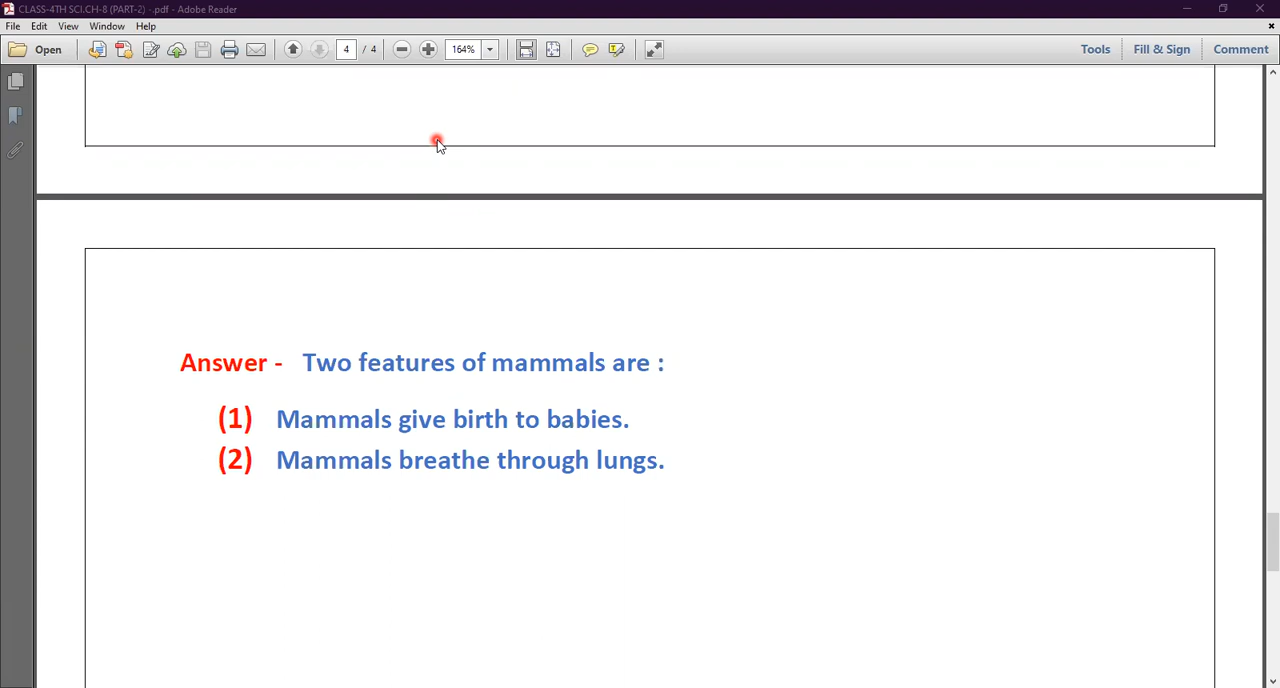 CLASS-4TH SCI.CH-8 (PART-2) -.pdf - Adobe Reader
File Edit View Window Help
Open 4 / 4 164% Tools Fill & Sign Comment
Answer - Two features of mammals are :
(1) Mammals give birth to babies.
(2) Mammals breathe through lungs.